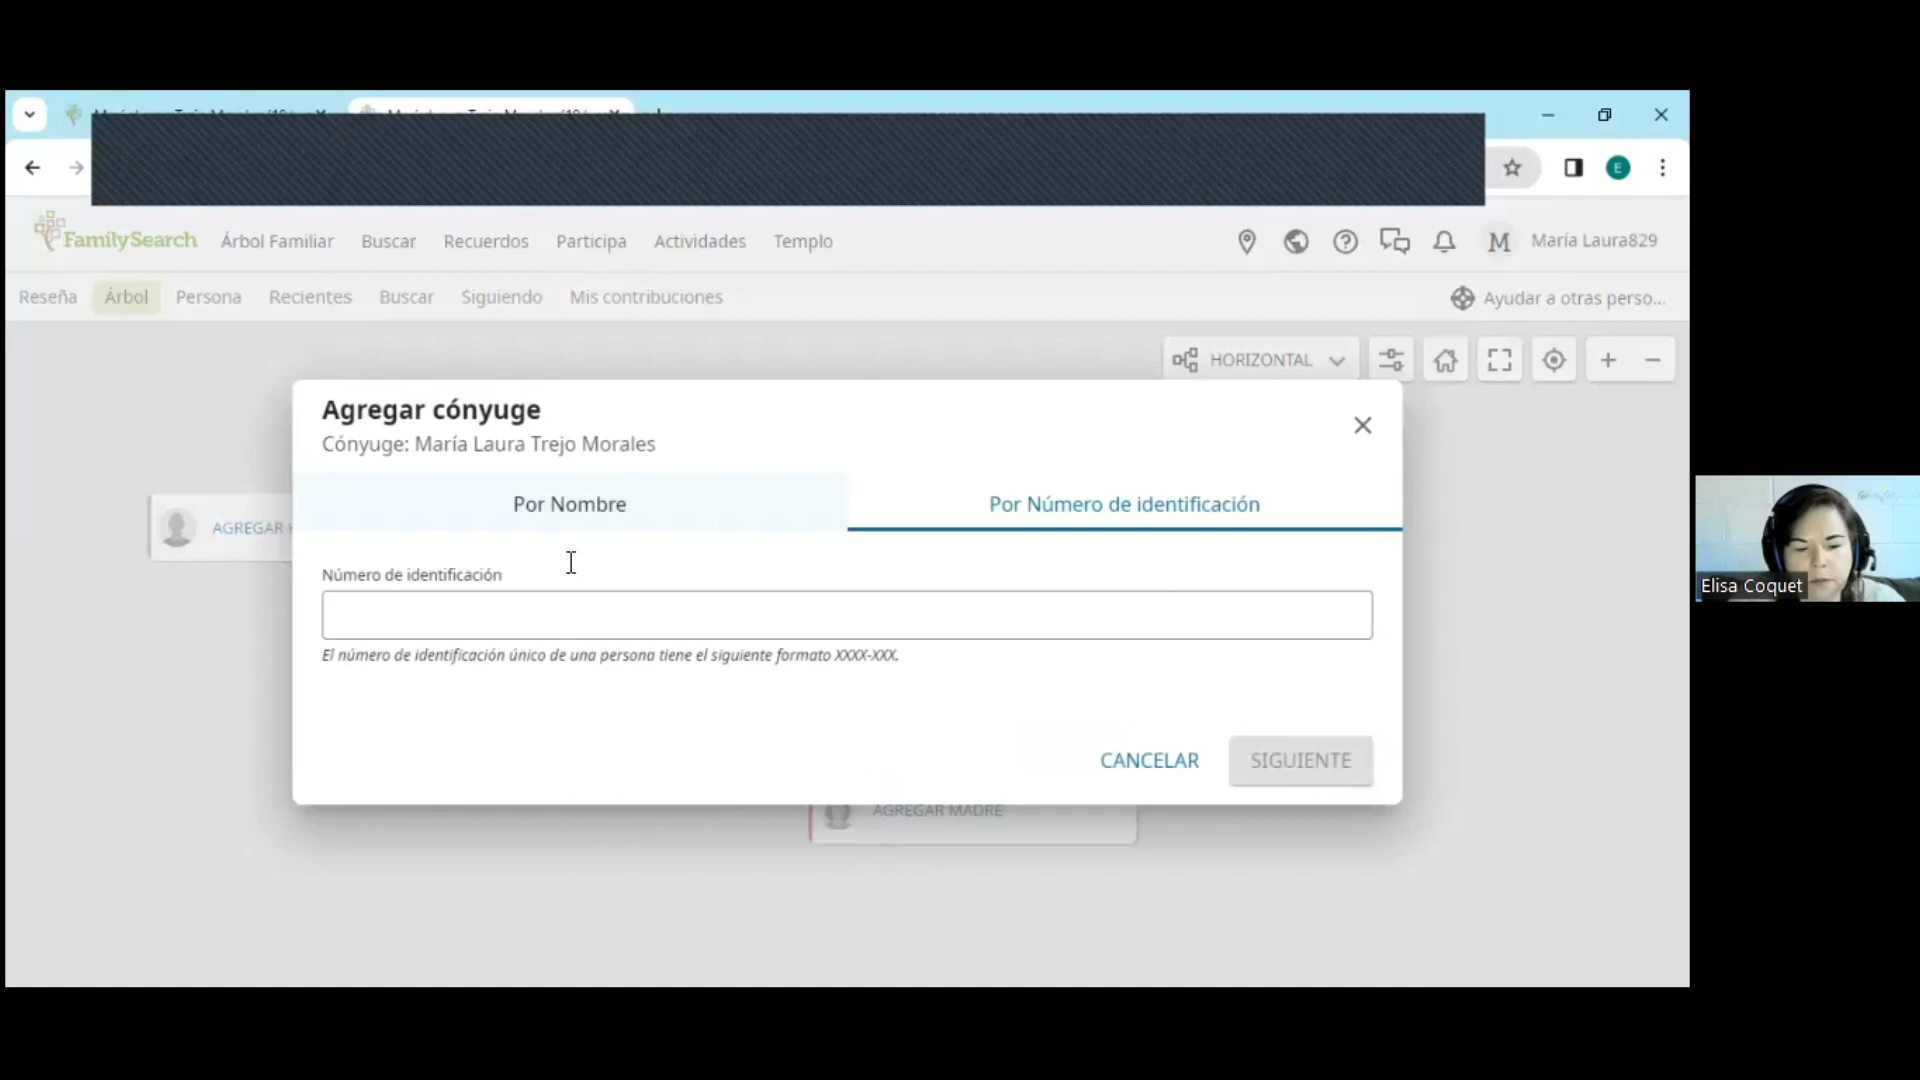 E
FamilySearch
Árbol Familiar
Buscar
Recuerdos
Participa
Actividades
Templo
M
María Laura829
Reseña
Árbol
Persona
Recientes
Buscar
Siguiendo
Mis contribuciones
Ayudar a otras perso...
HORIZONTAL
Agregar cónyuge
Cónyuge: María Laura Trejo Morales
Por Nombre
Por Número de identificación
AGREGAR
Número de identificación
El número de identificación único de una persona tiene el siguiente formato XXXX-XXX.
CANCELAR
SIGUIENTE
AGREGAR MADRE
Elisa Coquet